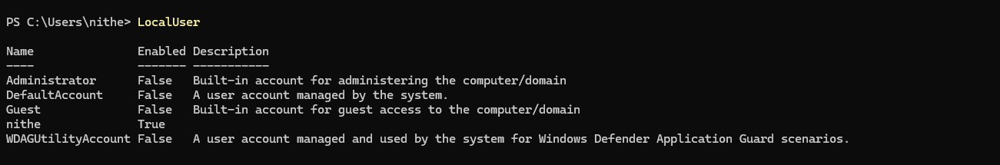 PS C:\Users\nithe> LocalUser
Name Enabled Description
---- ------- -----------
Administrator False Built-in account for administering the computer/domain
DefaultAccount False A user account managed by the system.
Guest False Built-in account for guest access to the computer/domain
nithe True
WDAGUtilityAccount False A user account managed and used by the system for Windows Defender Application Guard scenarios.